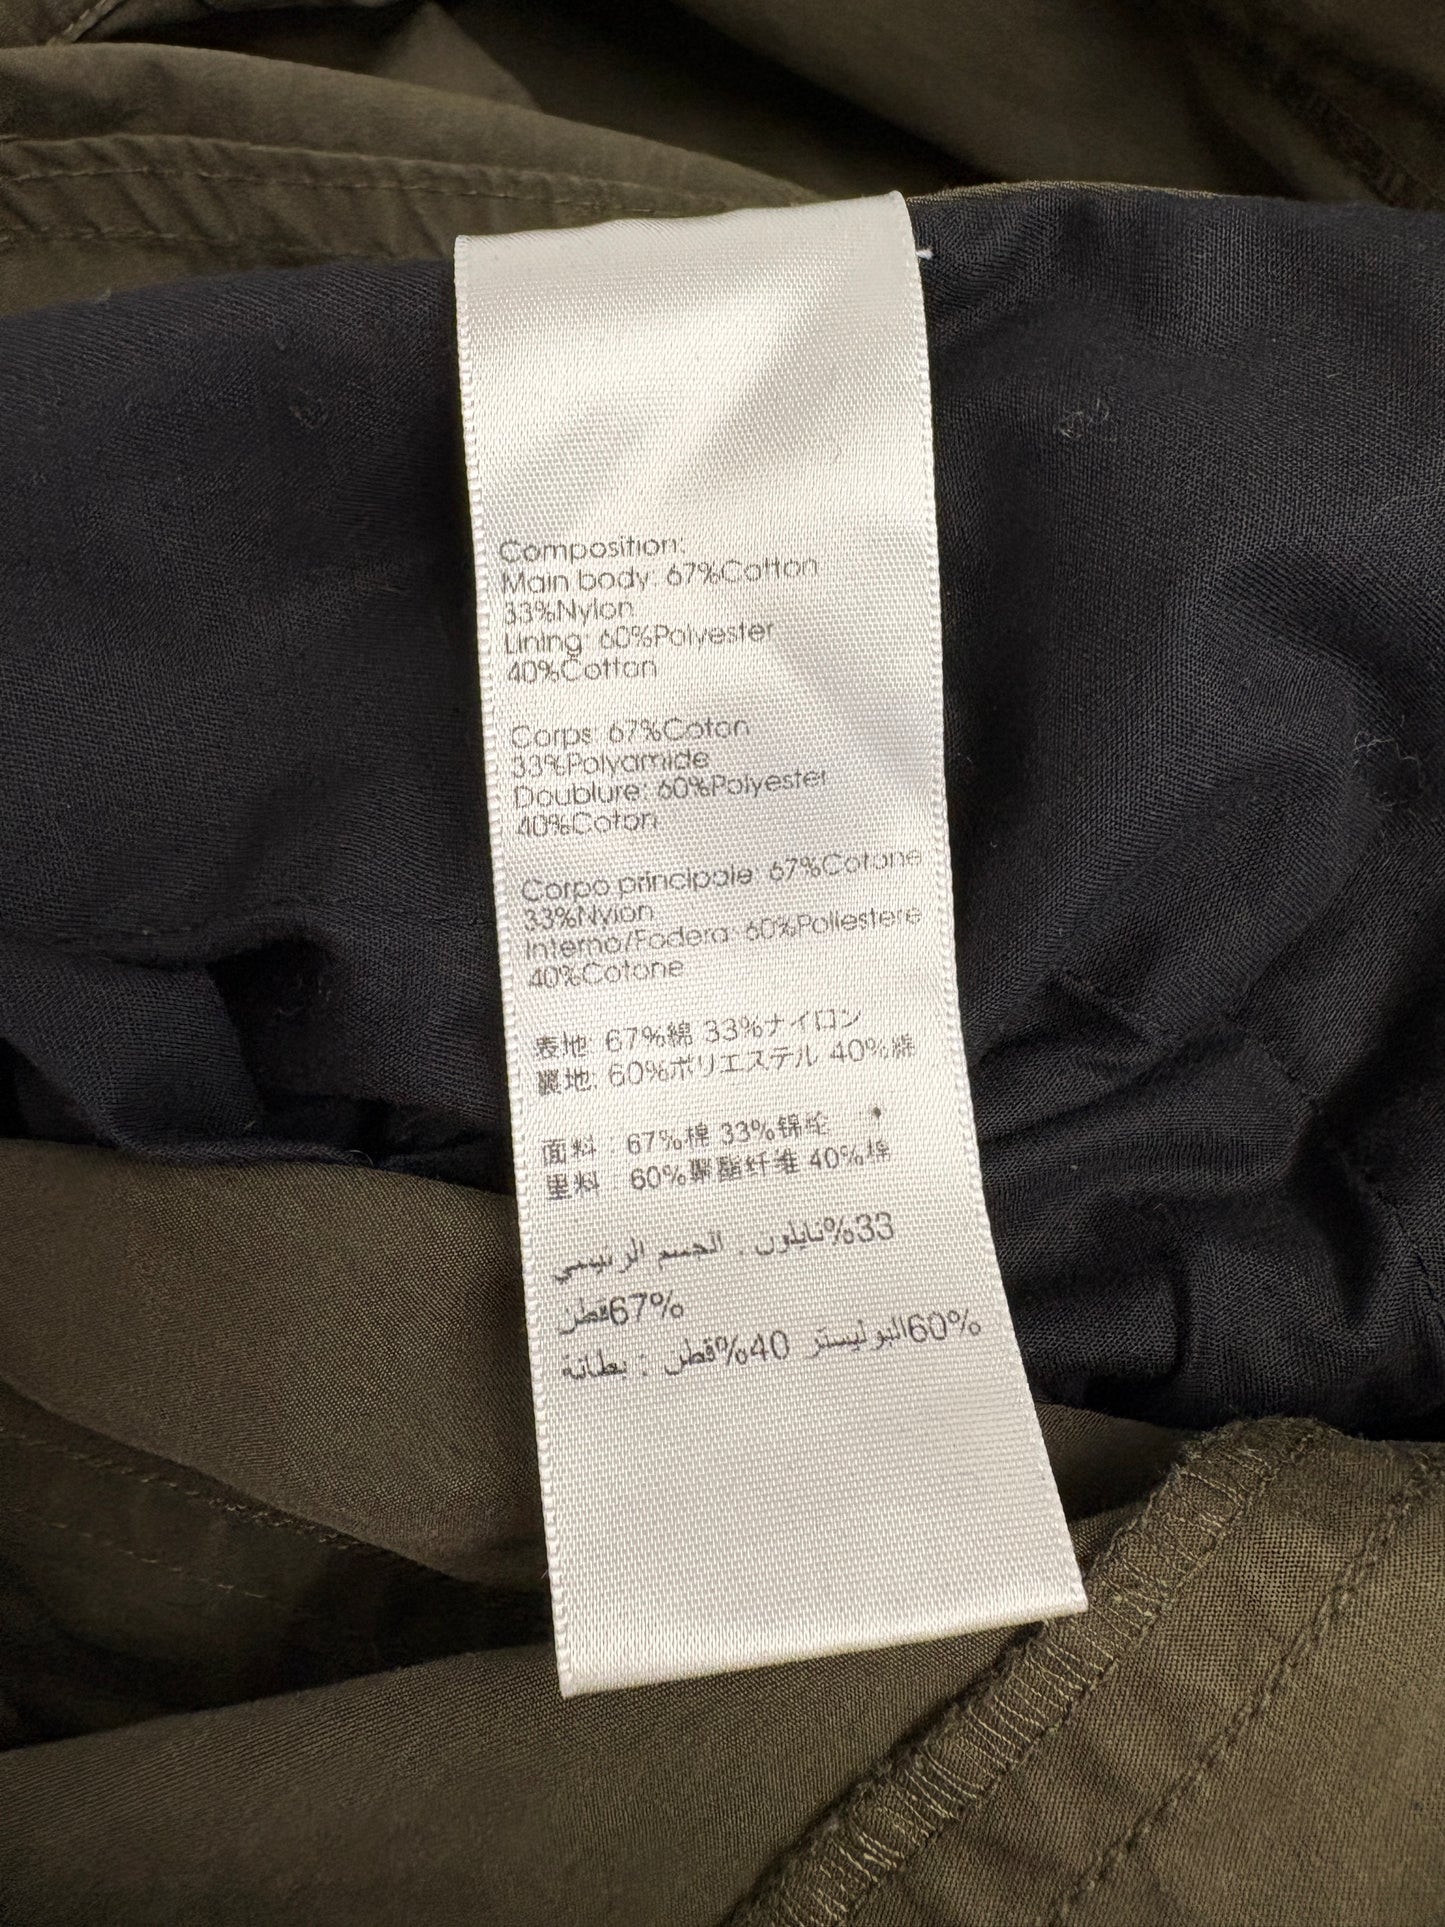 Composition:
Main body: 67%Cotton
33%Nylon
Lining: 60%Polyester
40%Cotton
Corps: 67%Coton
33%Polyamide
Doublure: 60%Polyester
40%Coton
Corpo principale: 67%Cotone
33%Nylon
Interno/Fodera: 60%Poliestere
40%Cotone
表地: 67%綿 33%ナイロン
裏地: 60%ポリエステル 40%綿
面料: 67%棉 33%锦纶
里料: 60%聚酯纤维 40%棉
33%نايلون . الجسم الرئيسي
67%قطن
60%البوليستر 40%قطن : بطانة